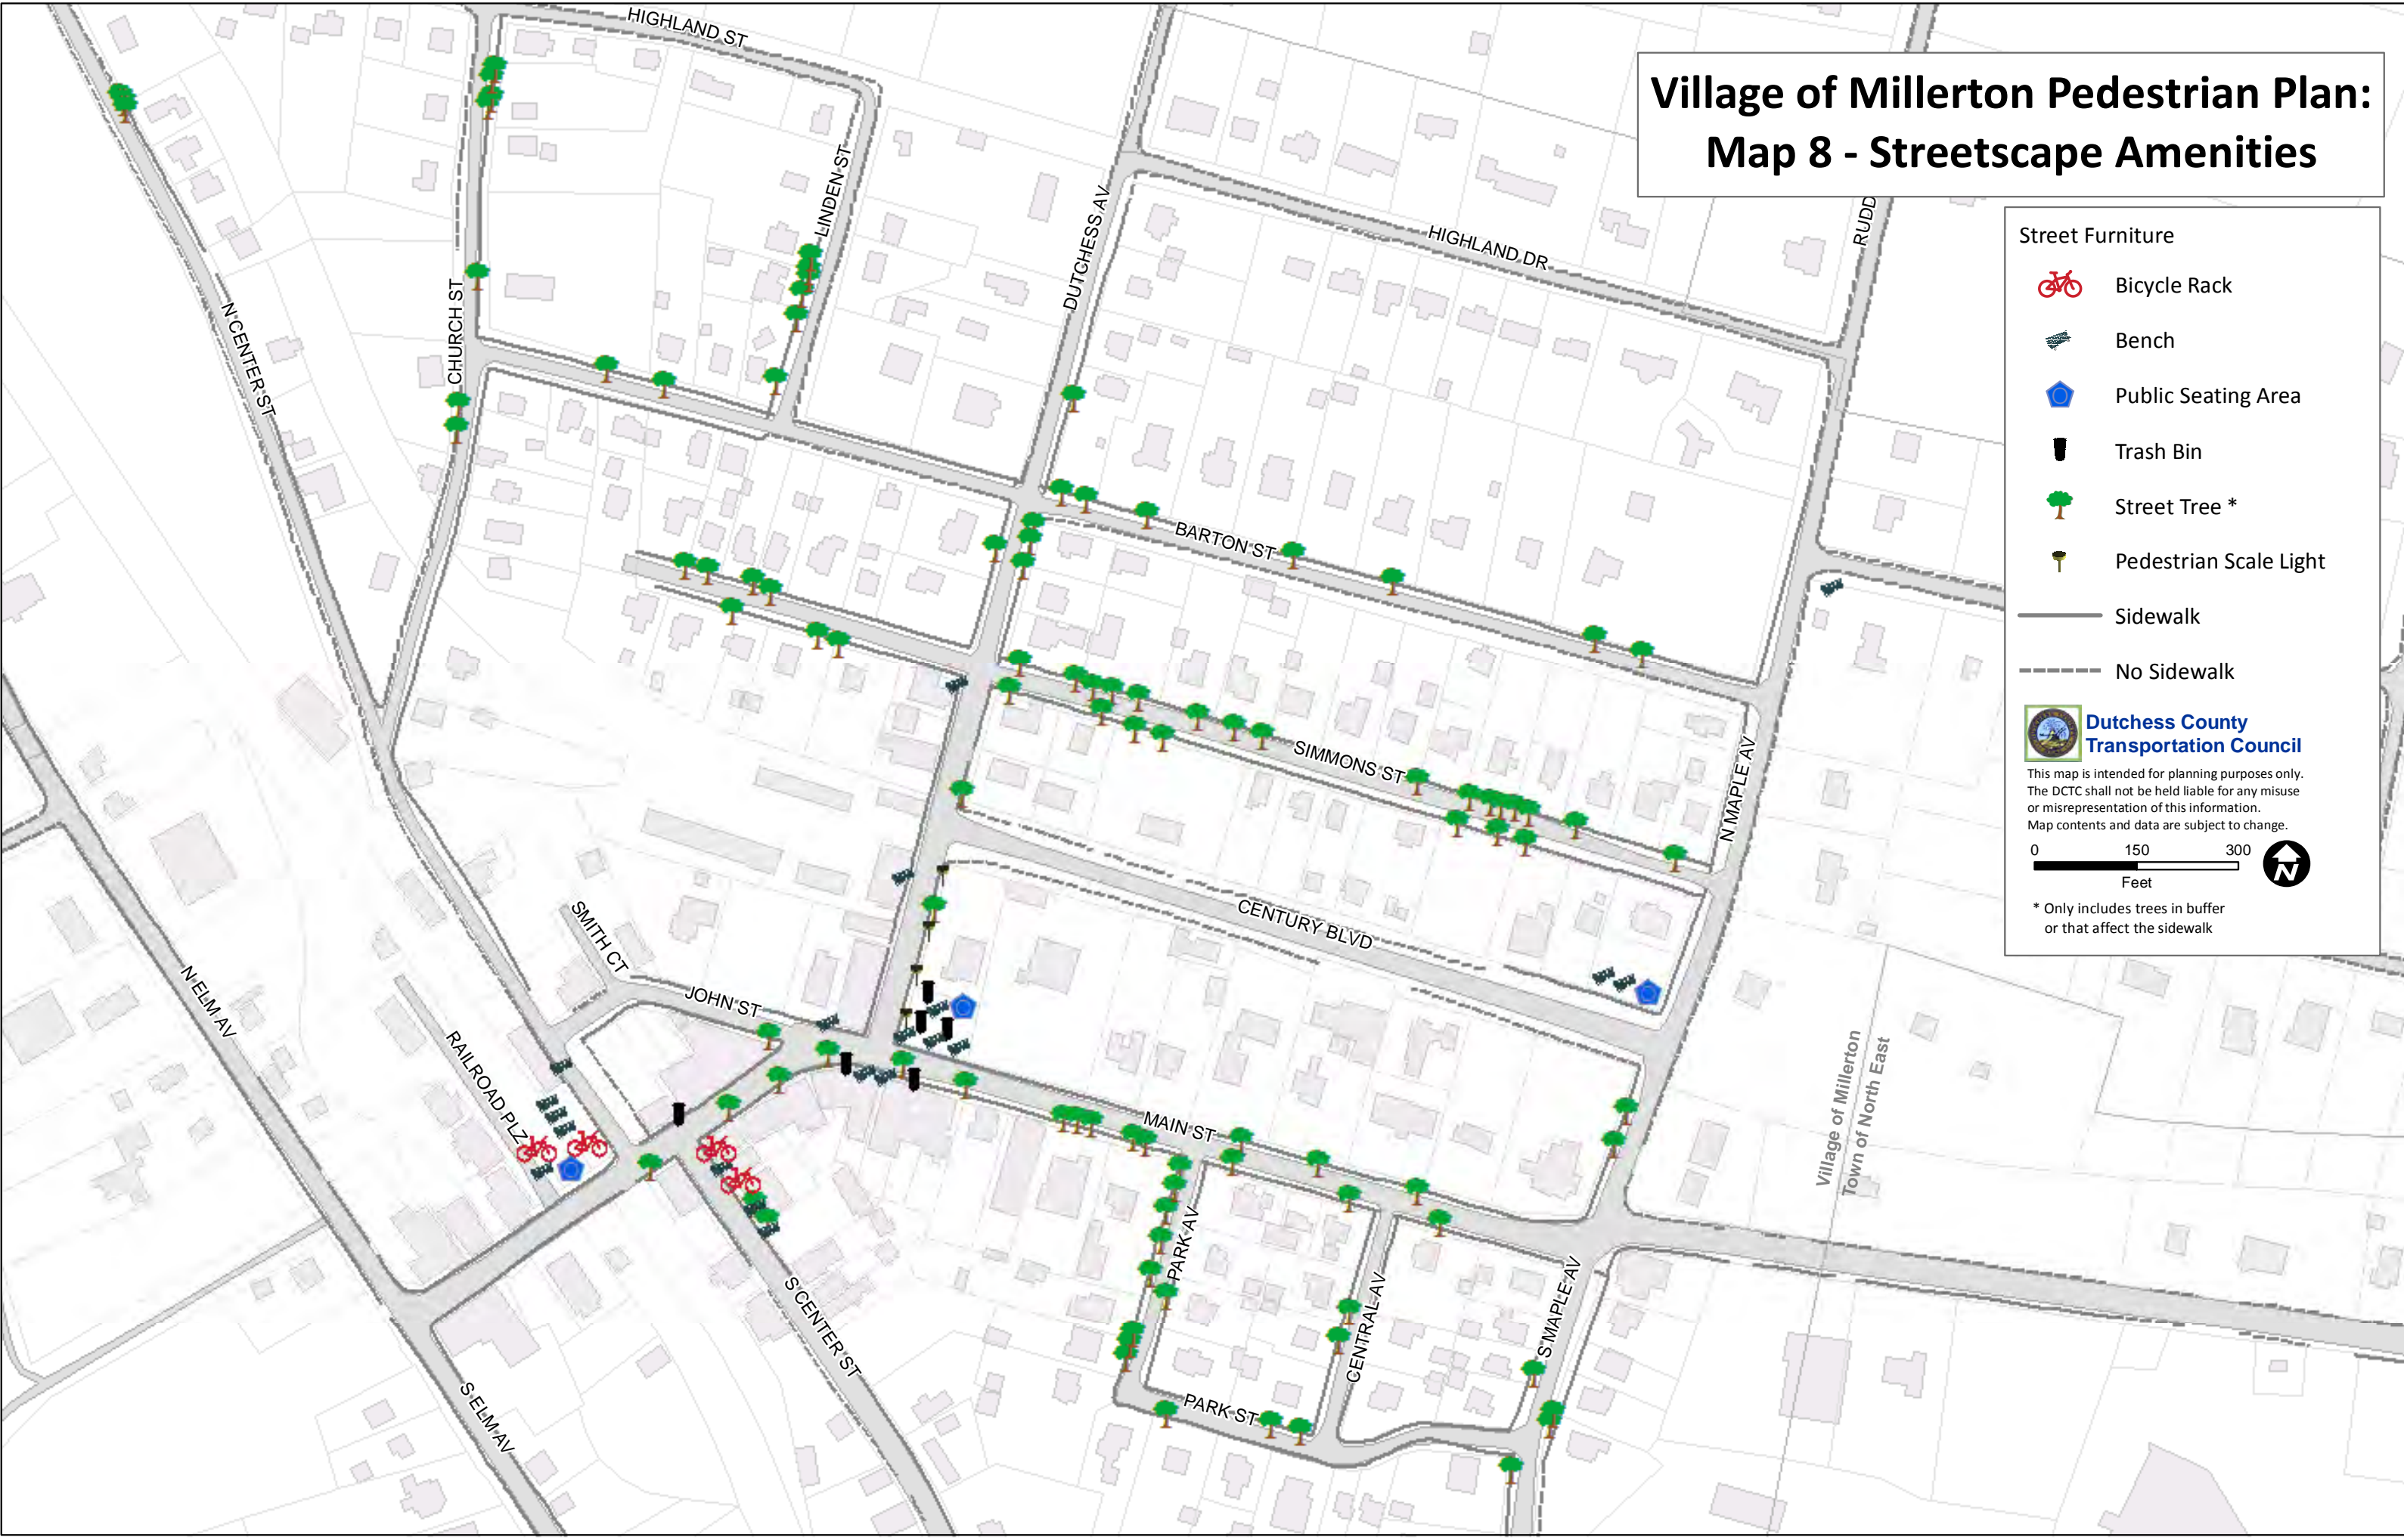 Village of Millerton Pedestrian Plan:
Map 8 - Streetscape Amenities
Street Furniture
Bicycle Rack
Bench
Public Seating Area
Trash Bin
Street Tree *
Pedestrian Scale Light
Sidewalk
No Sidewalk
Dutchess County
Transportation Council
This map is intended for planning purposes only.
The DCTC shall not be held liable for any misuse
or misrepresentation of this information.
Map contents and data are subject to change.
0 150 300
Feet
N
* Only includes trees in buffer
or that affect the sidewalk
HIGHLAND ST
LINDEN ST
DUTCHESS AV
HIGHLAND DR
RUDD
N CENTER ST
CHURCH ST
BARTON ST
SIMMONS ST
N MAPLE AV
CENTURY BLVD
SMITH CT
JOHN ST
N ELM AV
RAILROAD PLZ
MAIN ST
Village of Millerton
Town of North East
PARK AV
CENTRAL AV
S MAPLE AV
S CENTER ST
PARK ST
S ELM AV